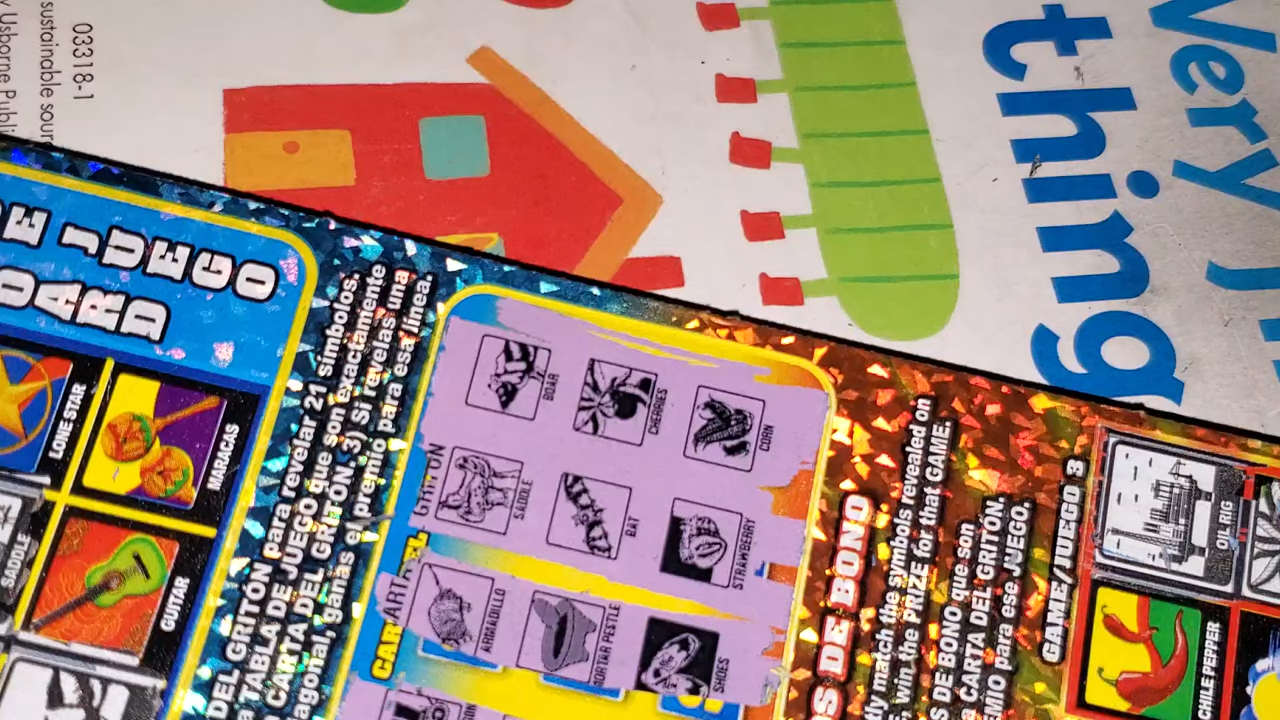 03318-1
sustainable sour
y Usborne Publi
Very
thing
E JUEGO
OARD
LONE STAR
MARACAS
SADDLE
GUITAR
DEL GRITÓN para revelar 21 símbolos.
TABLA DE JUEGO que son exactamente
CARTA DEL GRITÓN. 3) Si revelas una
agonal, ganas el premio para esa línea.
BOAR
CHERRIES
CORN
SADDLE
BAT
STRAWBERRY
ARMADILLO
MORTAR PESTLE
SHOES
OS DE BONO
tly match the symbols revealed on
, win the PRIZE for that GAME.
S DE BONO que son
CARTA DEL GRITÓN.
EMIO para ese JUEGO.
GAME/JUEGO 3
OIL RIG
CHILE PEPPER